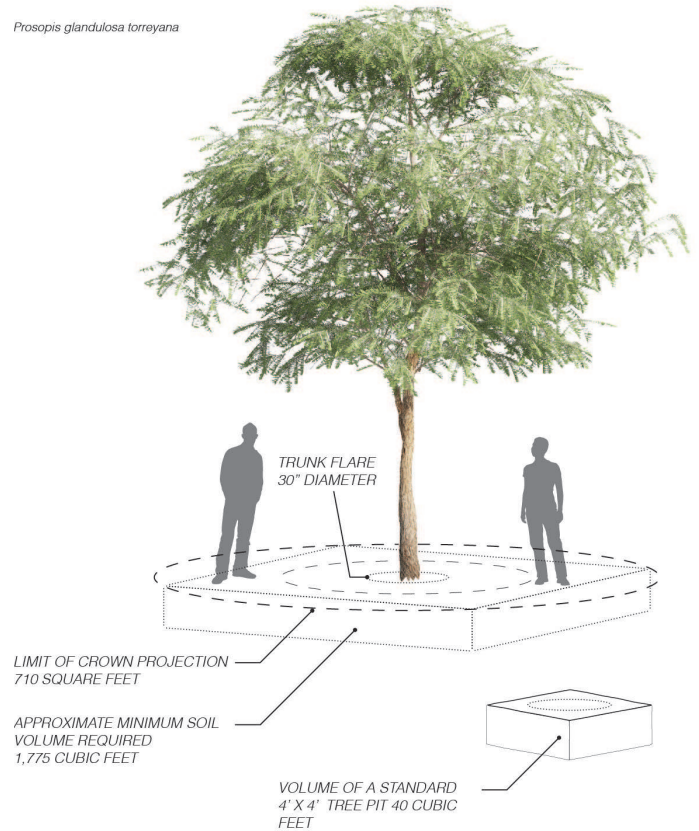 Prosopis glandulosa torreyana
TRUNK FLARE
30" DIAMETER
LIMIT OF CROWN PROJECTION
710 SQUARE FEET
APPROXIMATE MINIMUM SOIL
VOLUME REQUIRED
1,775 CUBIC FEET
VOLUME OF A STANDARD
4' X 4' TREE PIT 40 CUBIC
FEET